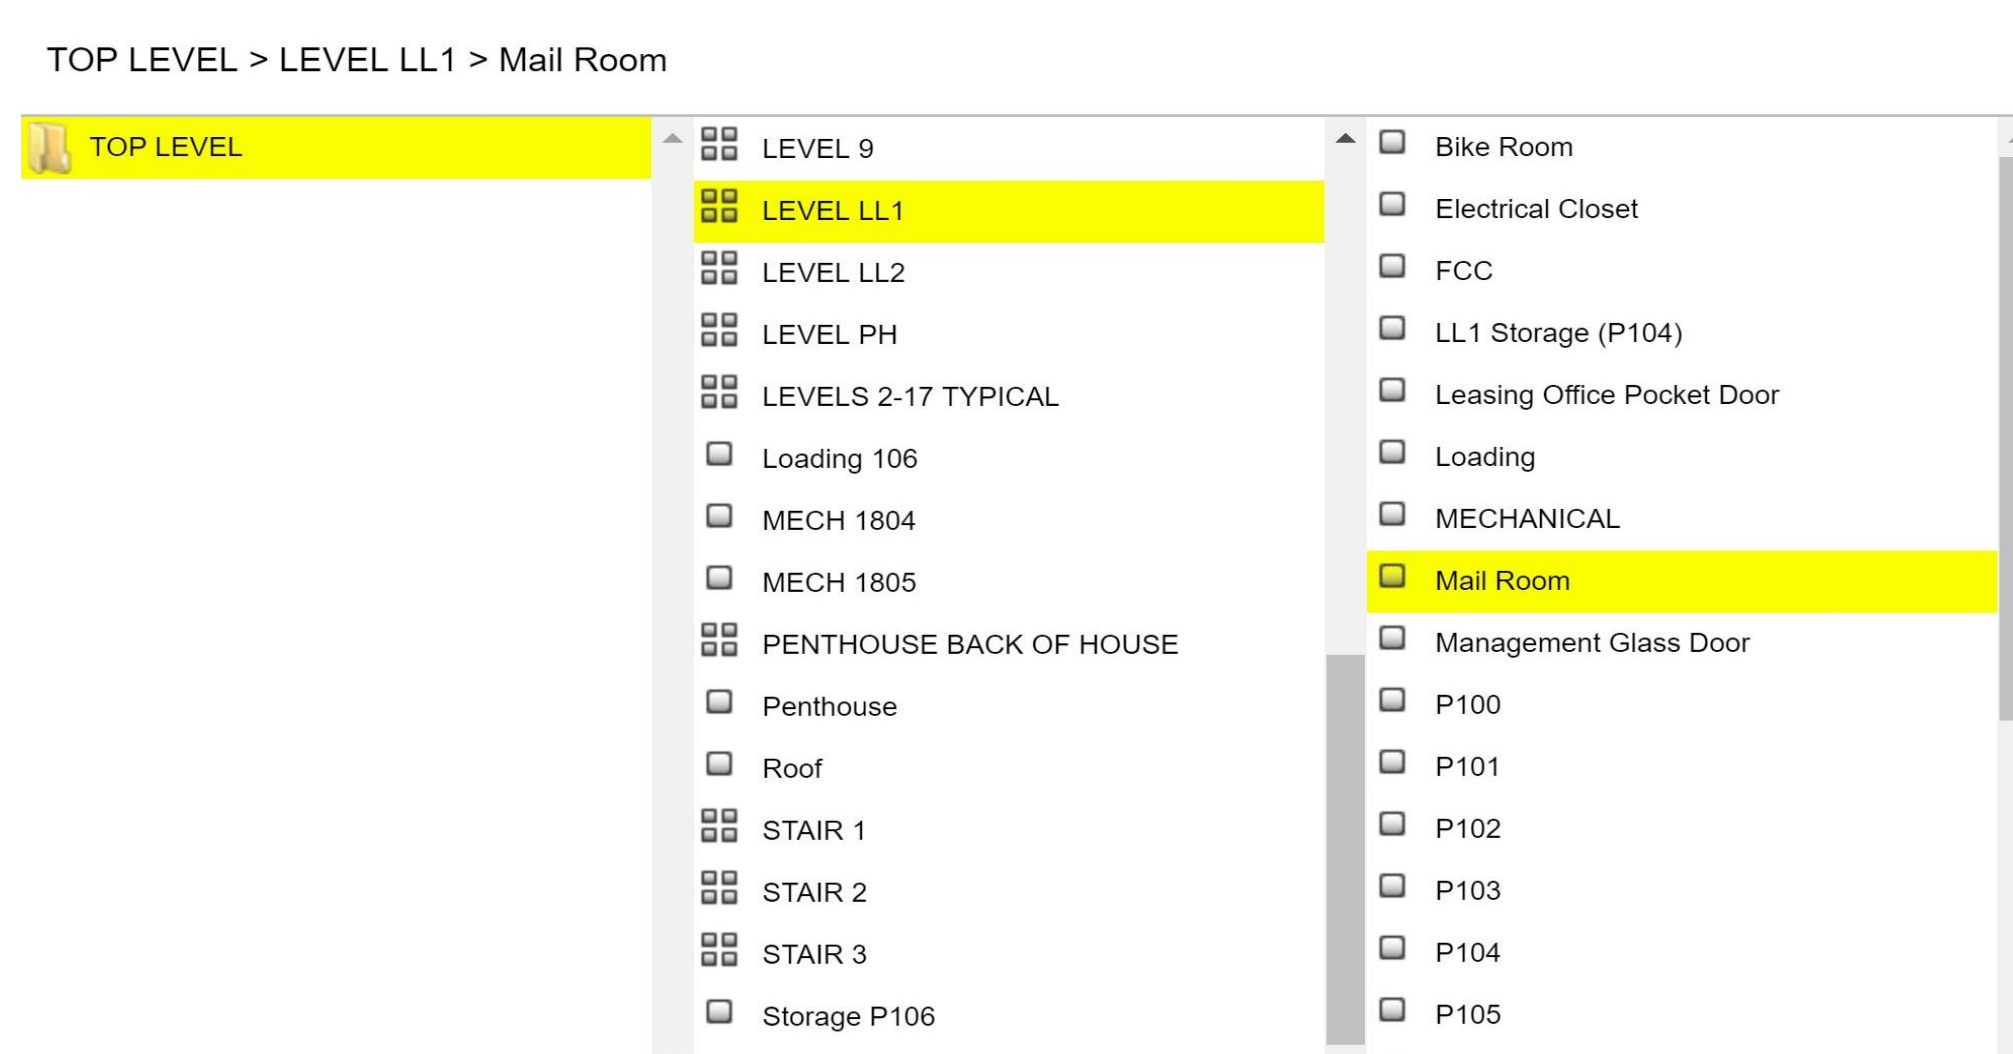 TOP LEVEL > LEVEL LL1 > Mail Room
TOP LEVEL
LEVEL 9
LEVEL LL1
LEVEL LL2
LEVEL PH
LEVELS 2-17 TYPICAL
Loading 106
MECH 1804
MECH 1805
PENTHOUSE BACK OF HOUSE
Penthouse
Roof
STAIR 1
STAIR 2
STAIR 3
Storage P106
Bike Room
Electrical Closet
FCC
LL1 Storage (P104)
Leasing Office Pocket Door
Loading
MECHANICAL
Mail Room
Management Glass Door
P100
P101
P102
P103
P104
P105